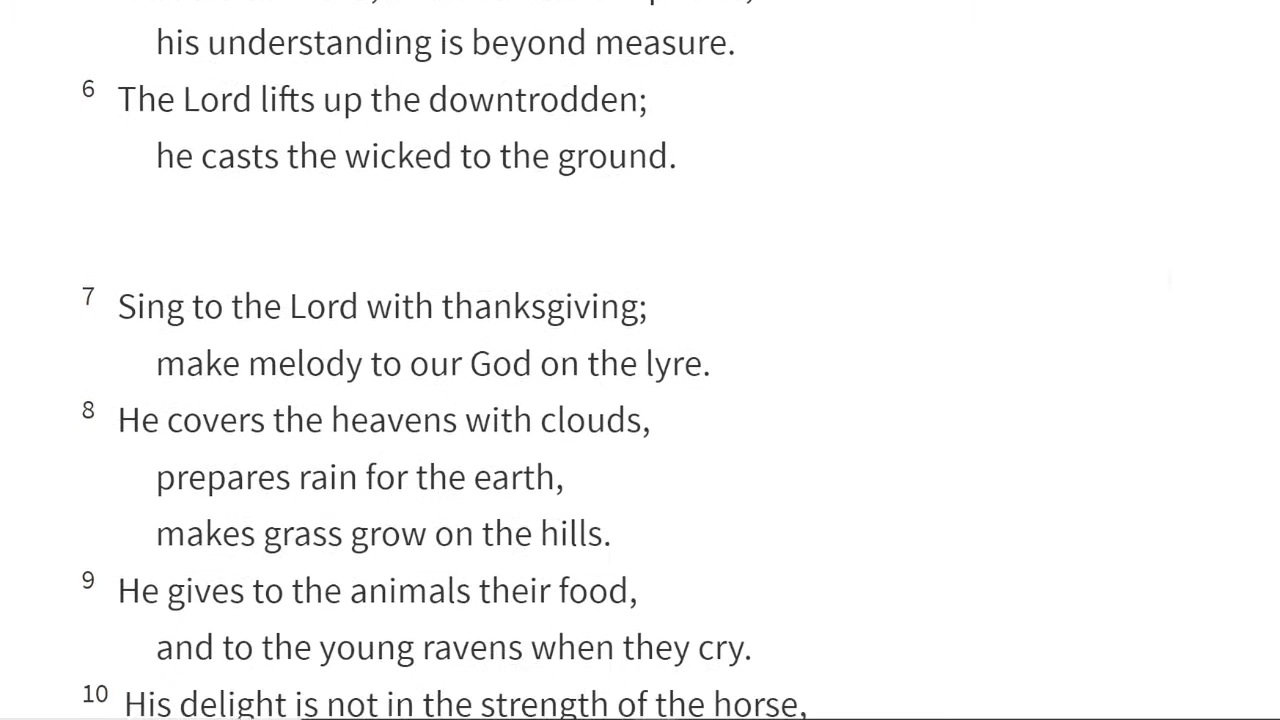 his understanding is beyond measure.
6 The Lord lifts up the downtrodden;
he casts the wicked to the ground.
7 Sing to the Lord with thanksgiving;
make melody to our God on the lyre.
8 He covers the heavens with clouds,
prepares rain for the earth,
makes grass grow on the hills.
9 He gives to the animals their food,
and to the young ravens when they cry.
10 His delight is not in the strength of the horse,